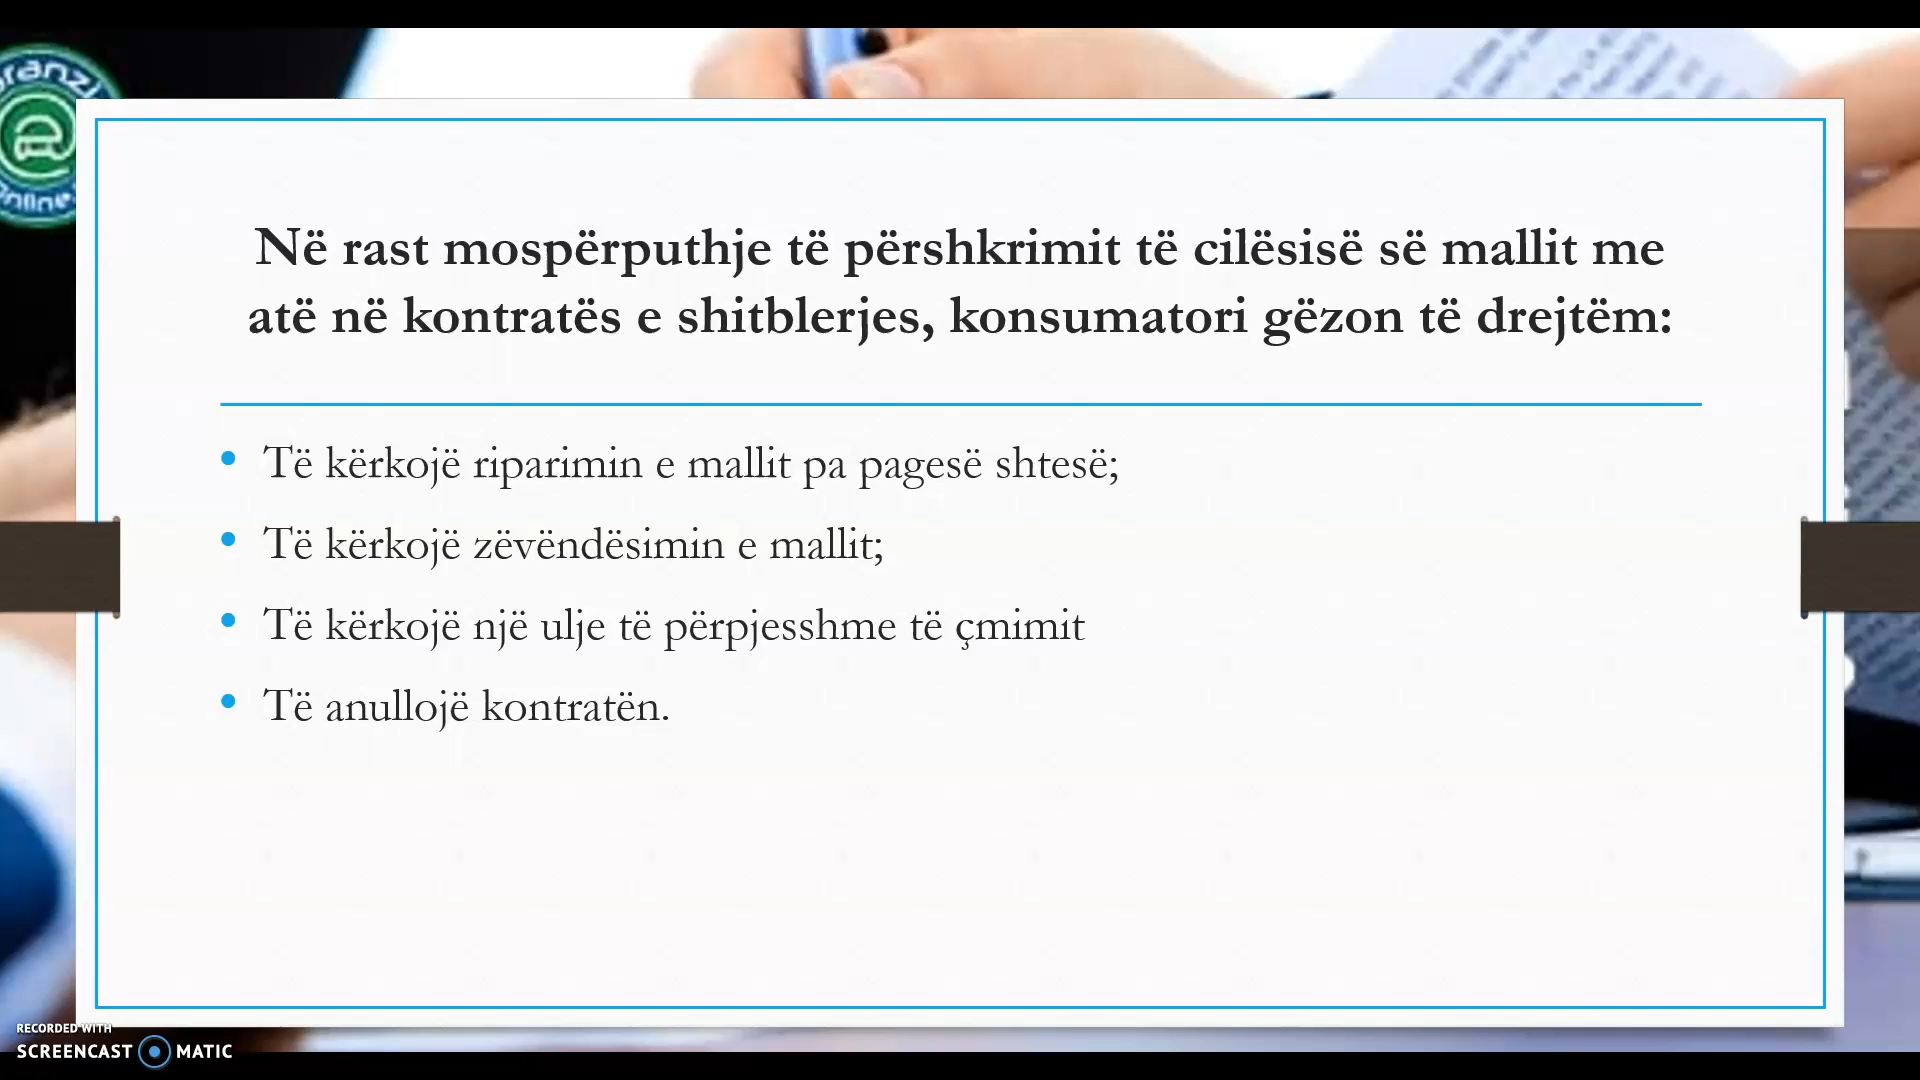 Në rast mospërputhje të përshkrimit të cilësisë së mallit me
atë në kontratës e shitblerjes, konsumatori gëzon të drejtëm:
• Të kërkojë riparimin e mallit pa pagesë shtesë;
• Të kërkojë zëvëndësimin e mallit;
• Të kërkojë një ulje të përpjesshme të çmimit
• Të anullojë kontratën.
RECORDED WITH
SCREENCAST MATIC